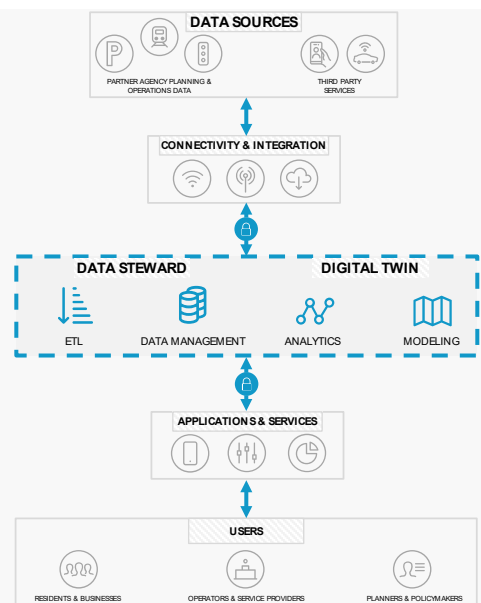 DATA SOURCES
P
PARTNER AGENCY PLANNING &
OPERATIONS DATA
THIRD PARTY
SERVICES
CONNECTIVITY & INTEGRATION
DATA STEWARD
DIGITAL TWIN
ETL
DATA MANAGEMENT
ANALYTICS
MODELING
APPLICATIONS & SERVICES
USERS
RESIDENTS & BUSINESSES
OPERATORS & SERVICE PROVIDERS
PLANNERS & POLICYMAKERS